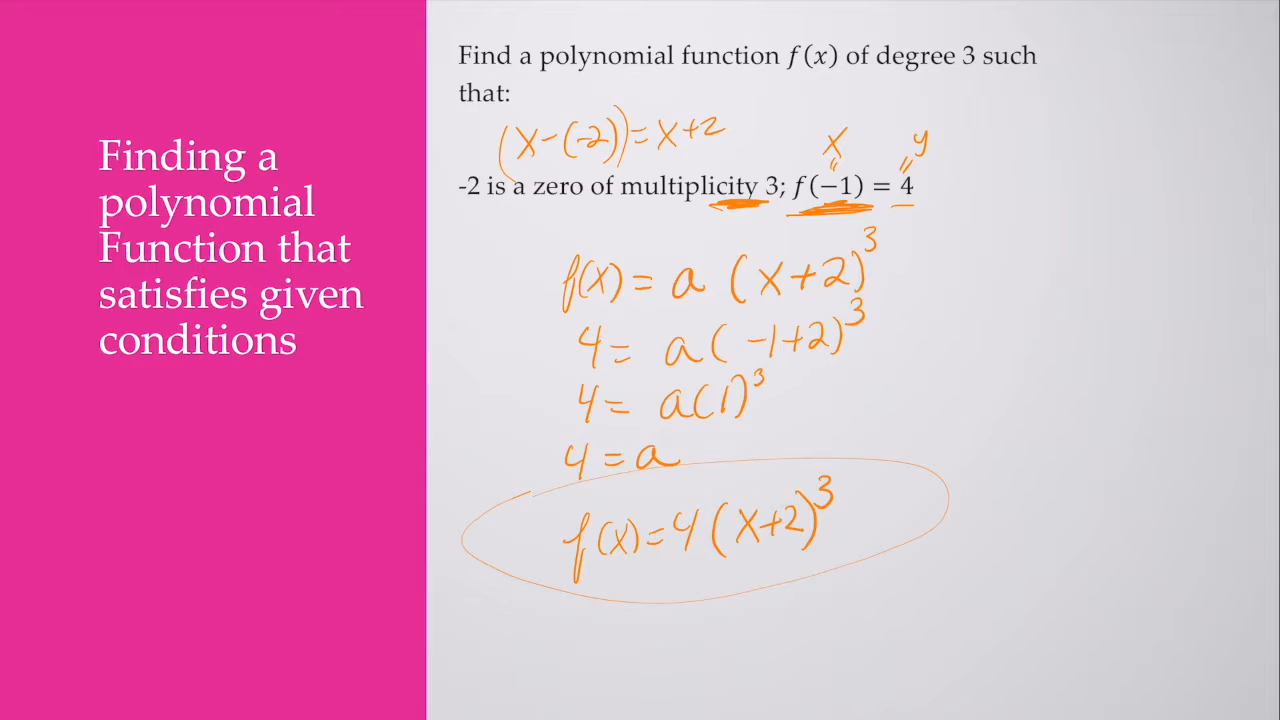 Finding a
polynomial
Function that
satisfies given
conditions
Find a polynomial function f(x) of degree 3 such
that:
(x-(-2))=x+2
x
y
-2 is a zero of multiplicity 3; f(−1) = 4
f(x) = a (x+2)³
4 = a(-1+2)³
4 = a(1)³
4 = a
f(x)=4(x+2)³